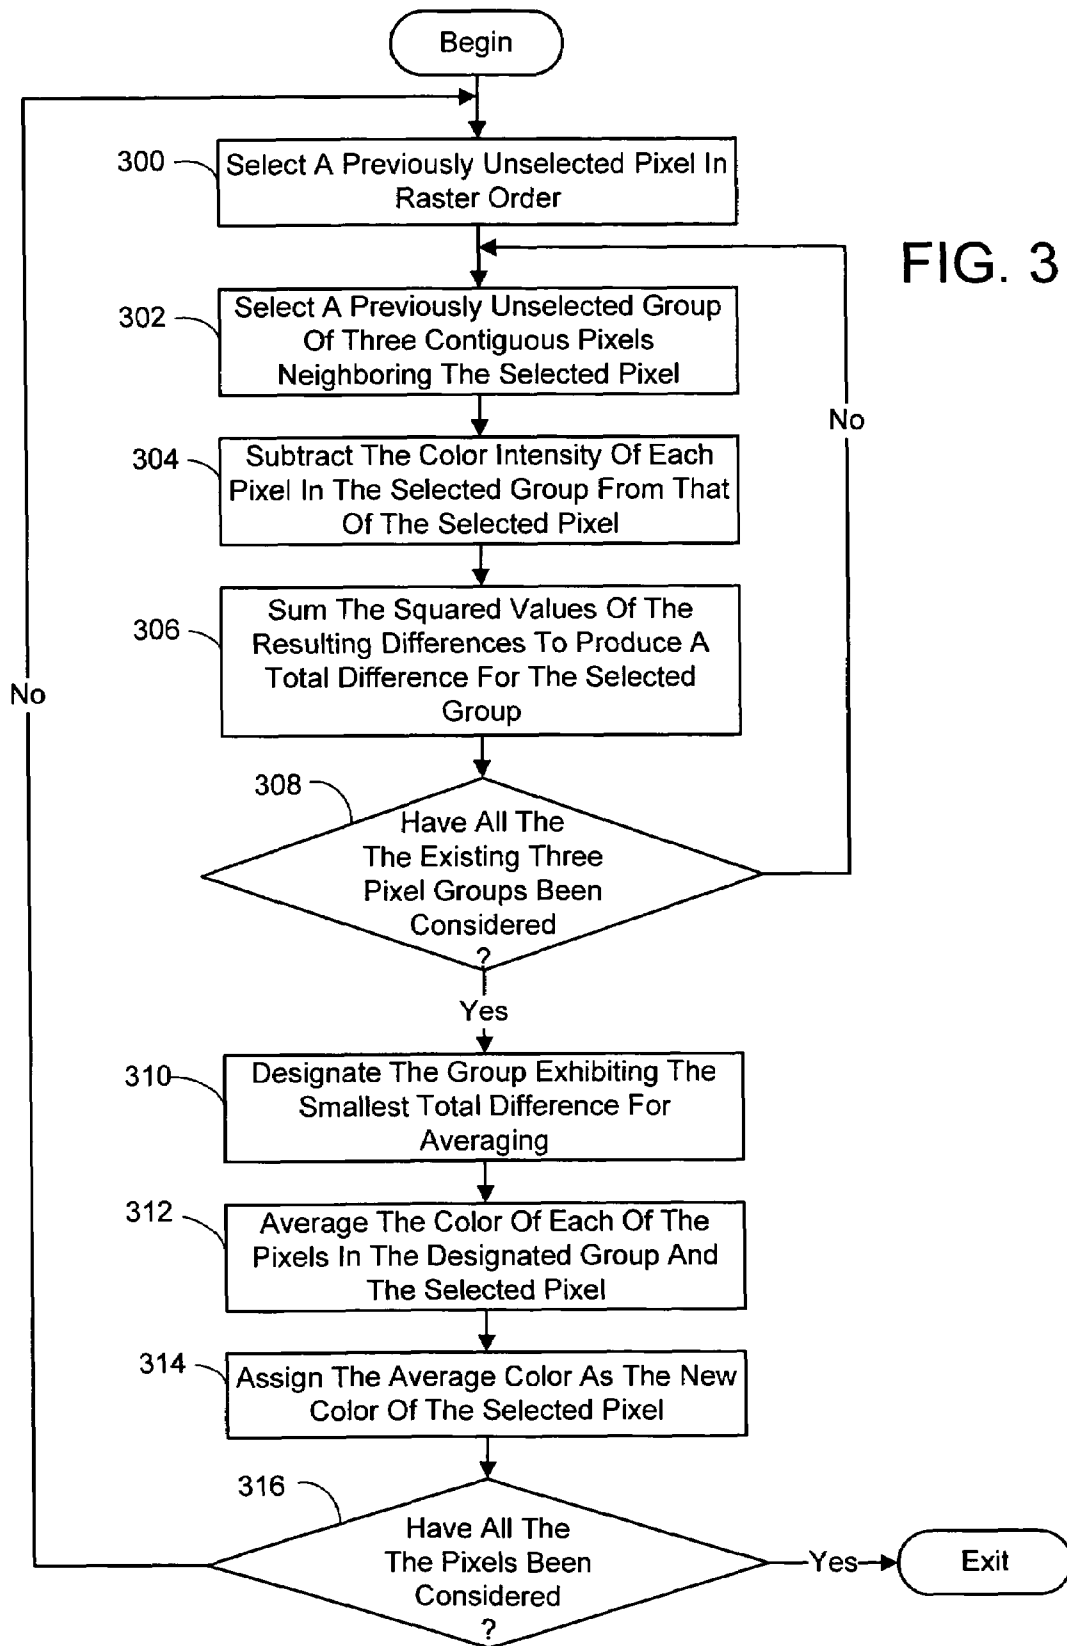 Begin
300
Select A Previously Unselected Pixel In
Raster Order
FIG. 3
302
Select A Previously Unselected Group
Of Three Contiguous Pixels
Neighboring The Selected Pixel
No
304
Subtract The Color Intensity Of Each
Pixel In The Selected Group From That
Of The Selected Pixel
306
Sum The Squared Values Of The
Resulting Differences To Produce A
Total Difference For The Selected
Group
No
308
Have All The
The Existing Three
Pixel Groups Been
Considered
?
Yes
310
Designate The Group Exhibiting The
Smallest Total Difference For
Averaging
312
Average The Color Of Each Of The
Pixels In The Designated Group And
The Selected Pixel
314
Assign The Average Color As The New
Color Of The Selected Pixel
316
Have All The
The Pixels Been
Considered
?
Yes
Exit